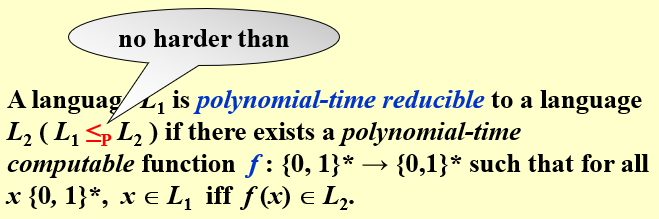 no harder than
A languag L₁ is polynomial-time reducible to a language
L₂ ( L₁ ≤ₚ L₂ ) if there exists a polynomial-time
computable function f : {0, 1}* → {0,1}* such that for all
x {0, 1}*, x ∈ L₁ iff f (x) ∈ L₂.